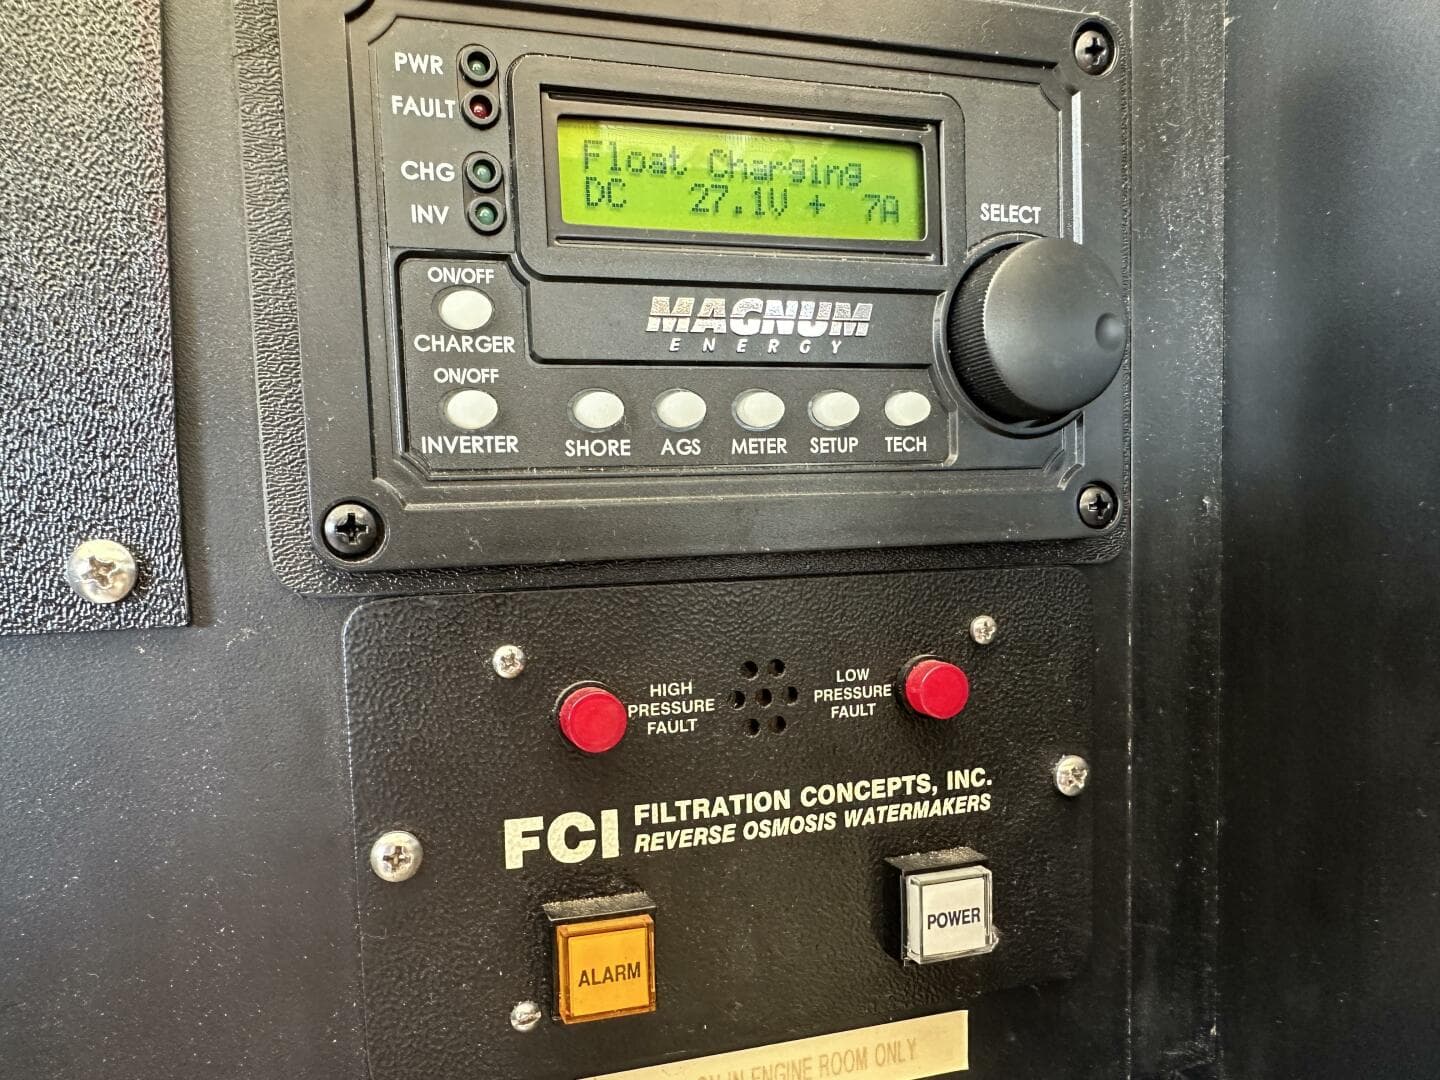 PWR
FAULT
CHG
INV
Float Charging
DC 27.1V + 7A
SELECT
ON/OFF
CHARGER
ON/OFF
INVERTER
MAGNUM
ENERGY
SHORE
AGS
METER
SETUP
TECH
HIGH
PRESSURE
FAULT
LOW
PRESSURE
FAULT
FCI
FILTRATION CONCEPTS, INC.
REVERSE OSMOSIS WATERMAKERS
ALARM
POWER
IN ENGINE ROOM ONLY